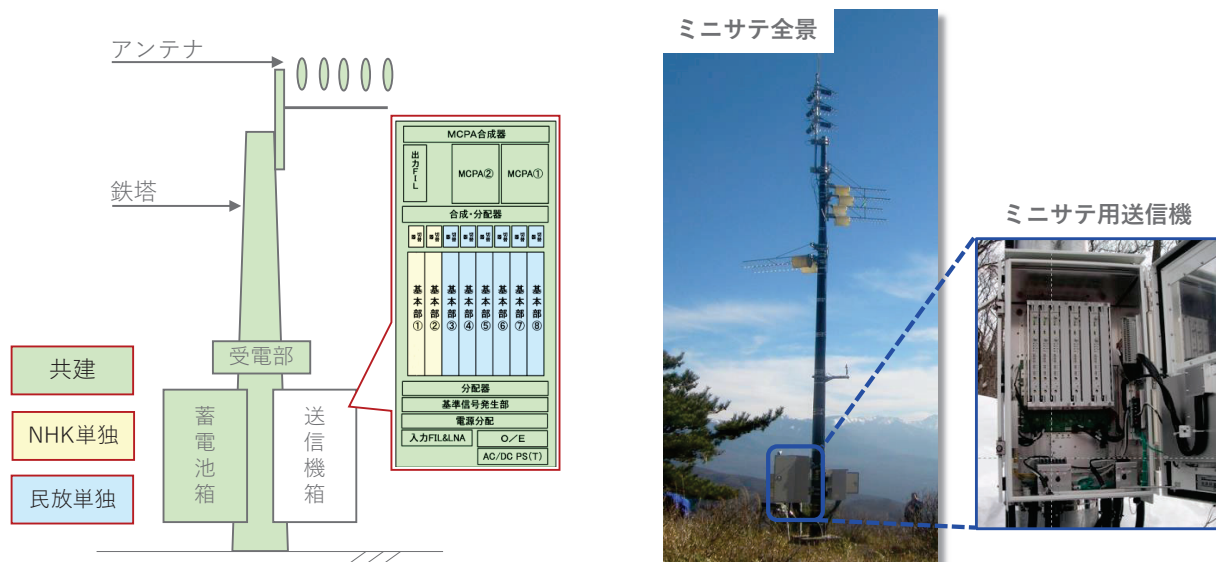 アンテナ
鉄塔
受電部
蓄電池箱
送信機箱
共建
NHK単独
民放単独
MCPA合成器
出力FIL
MCPA②
MCPA①
合成・分配器
基本部①
基本部②
基本部③
基本部④
基本部⑤
基本部⑥
基本部⑦
基本部⑧
分配器
基準信号発生部
電源分配
入力FIL&LNA
O/E
AC/DC PS(T)
ミニサテ全景
ミニサテ用送信機